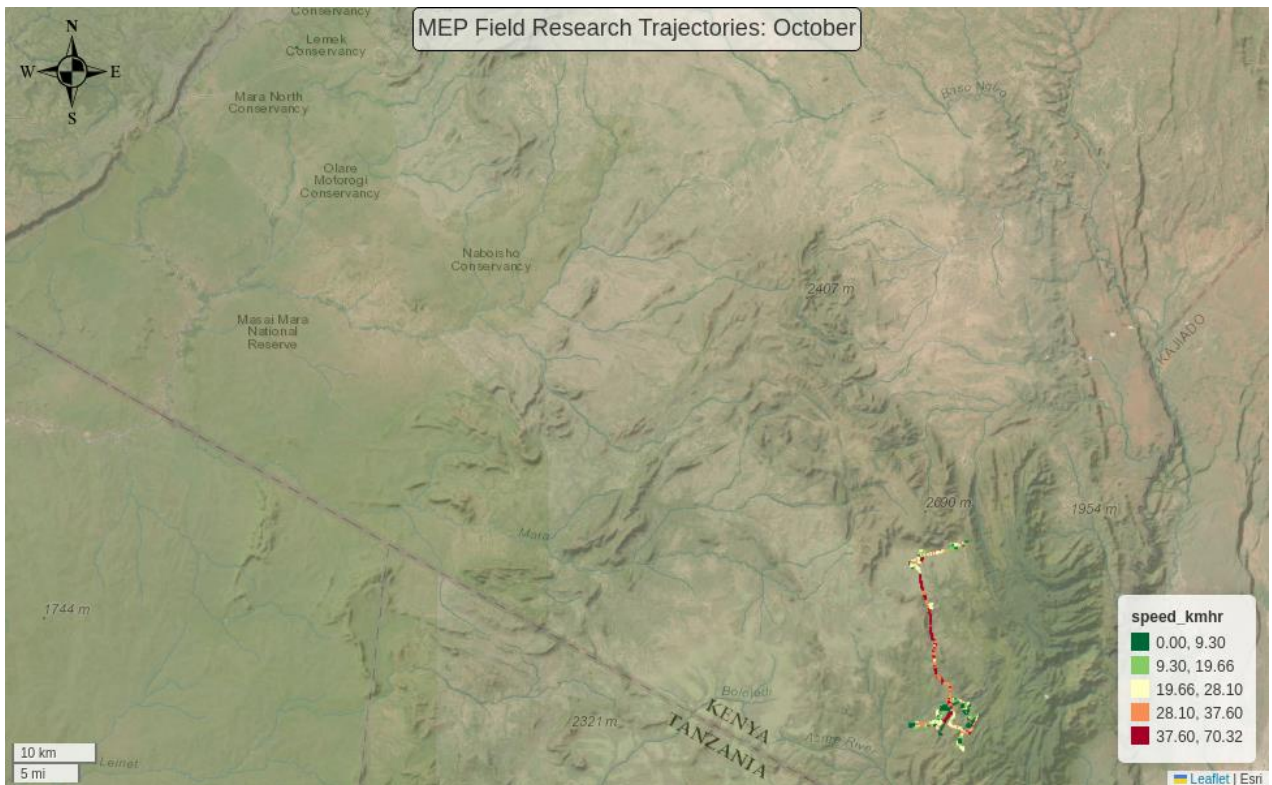 MEP Field Research Trajectories: October
N
W
E
S
Conservancy
Lemek
Conservancy
Mara North
Conservancy
Olare
Motorogi
Conservancy
Naboisho
Conservancy
Masai Mara
National
Reserve
2407 m
KAJIADO
2690 m
1954 m
Mara
1744 m
2321 m
KENYA
TANZANIA
speed_kmhr
0.00, 9.30
9.30, 19.66
19.66, 28.10
28.10, 37.60
37.60, 70.32
10 km
5 mi
Leaflet | Esri